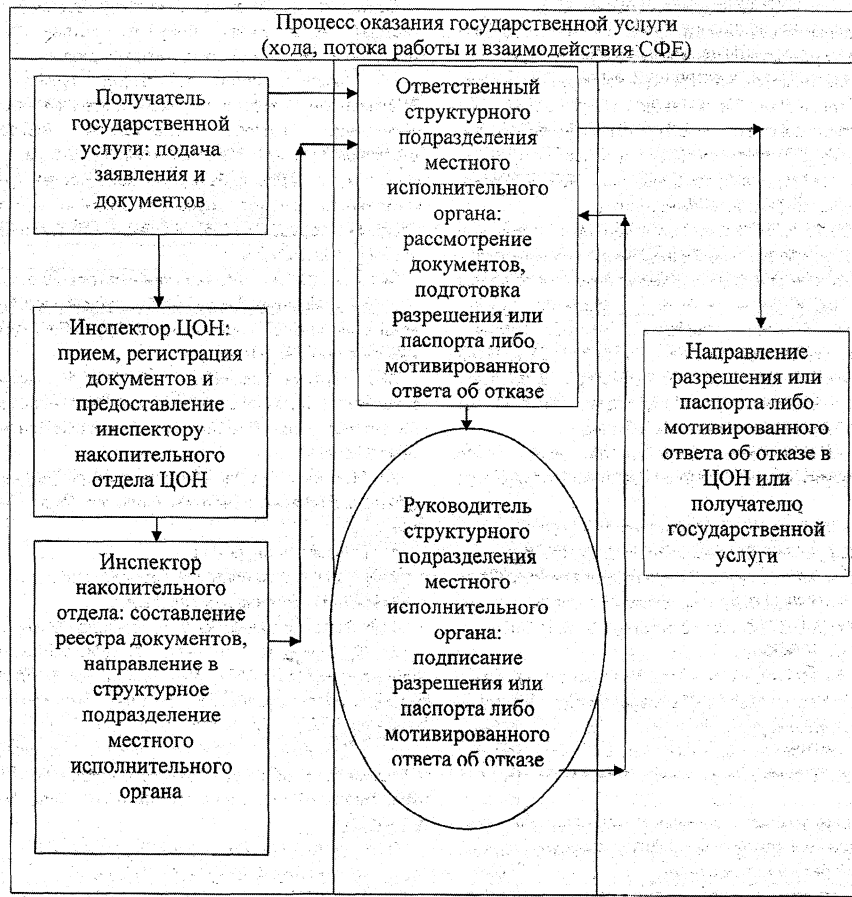 Процесс оказания государственной услуги
(хода, потока работы и взаимодействия СФЕ)
Получатель
государственной
услуги: подача
заявления и
документов
Инспектор ЦОН:
прием, регистрация
документов и
предоставление
инспектору
накопительного
отдела ЦОН
Инспектор
накопительного
отдела: составление
реестра документов,
направление в
структурное
подразделение
местного
исполнительного
органа
Ответственный
структурного
подразделения
местного
исполнительного
органа:
рассмотрение
документов,
подготовка
разрешения или
паспорта либо
мотивированного
ответа об отказе
Руководитель
структурного
подразделения
местного
исполнительного
органа:
подписание
разрешения или
паспорта либо
мотивированного
ответа об отказе
Направление
разрешения или
паспорта либо
мотивированного
ответа об отказе в
ЦОН или
получателю
государственной
услуги